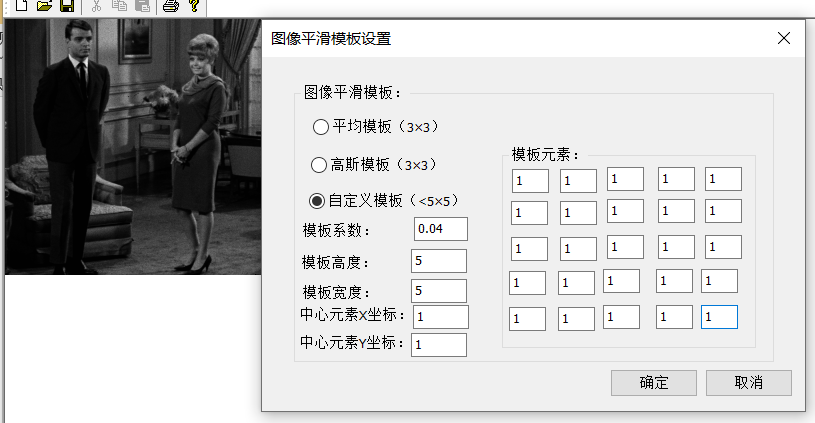 图像平滑模板设置
图像平滑模板：
平均模板（3×3）
高斯模板（3×3）
自定义模板（<5×5）
模板系数： 0.04
模板高度： 5
模板宽度： 5
中心元素X坐标： 1
中心元素Y坐标： 1
模板元素：
1 1 1 1 1
1 1 1 1 1
1 1 1 1 1
1 1 1 1 1
1 1 1 1 1
确定 取消